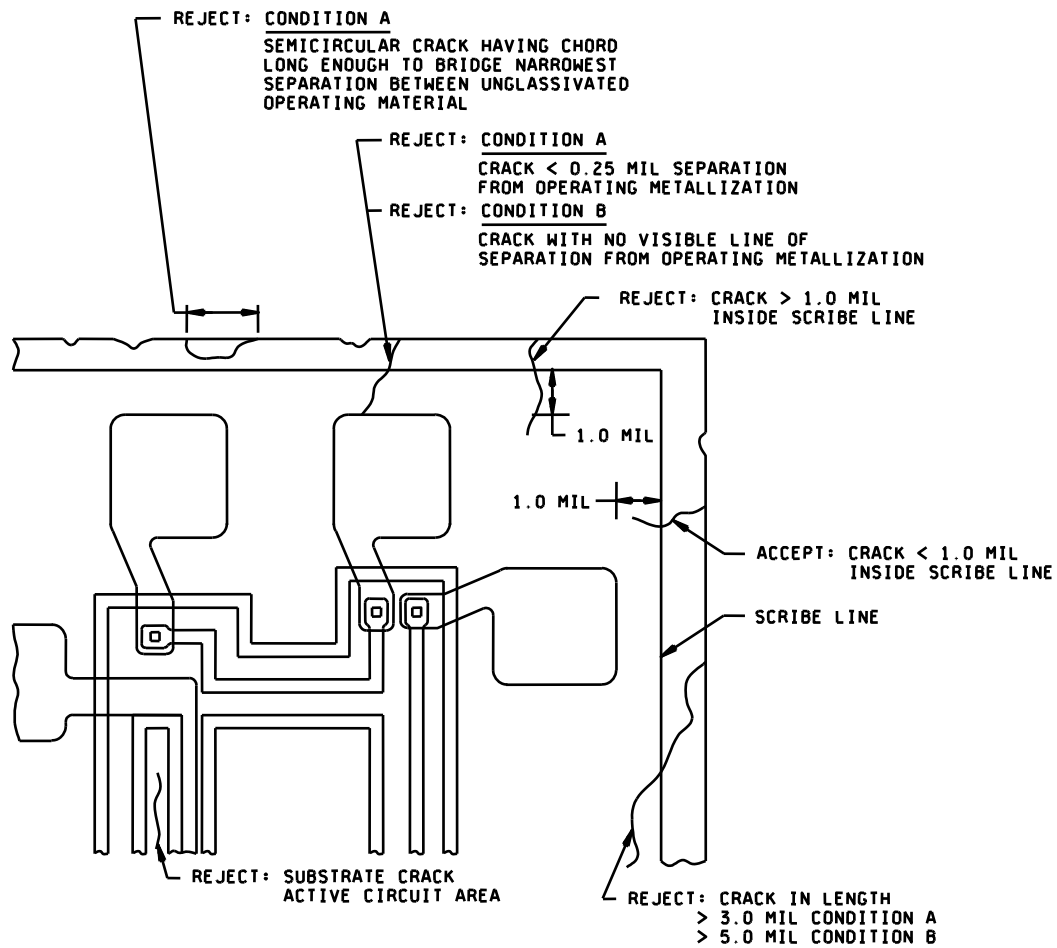 REJECT: CONDITION A
SEMICIRCULAR CRACK HAVING CHORD
LONG ENOUGH TO BRIDGE NARROWEST
SEPARATION BETWEEN UNGLASSIVATED
OPERATING MATERIAL
REJECT: CONDITION A
CRACK < 0.25 MIL SEPARATION
FROM OPERATING METALLIZATION
REJECT: CONDITION B
CRACK WITH NO VISIBLE LINE OF
SEPARATION FROM OPERATING METALLIZATION
REJECT: CRACK > 1.0 MIL
INSIDE SCRIBE LINE
1.0 MIL
1.0 MIL
ACCEPT: CRACK < 1.0 MIL
INSIDE SCRIBE LINE
SCRIBE LINE
REJECT: SUBSTRATE CRACK
ACTIVE CIRCUIT AREA
REJECT: CRACK IN LENGTH
> 3.0 MIL CONDITION A
> 5.0 MIL CONDITION B